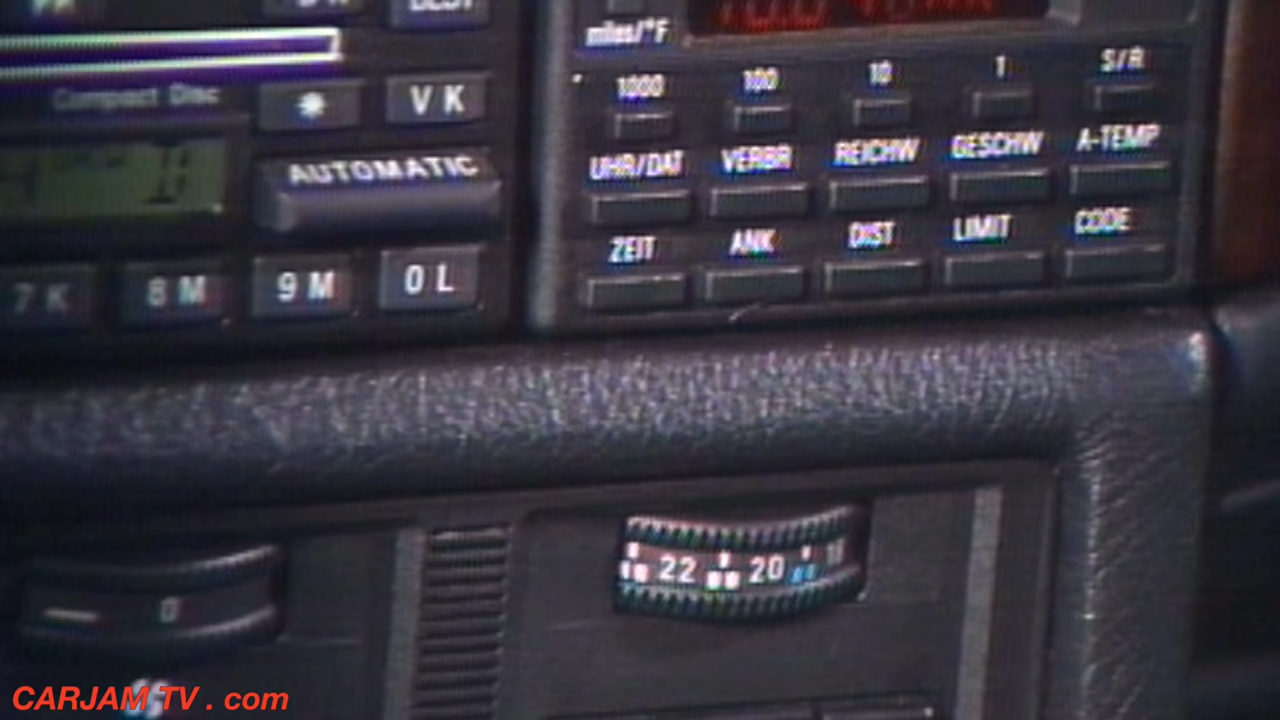 miles/°F
1000 100 10 1 S/R
UHR/DAT VERBR REICHW GESCHW A-TEMP
ZEIT ANK DIST LIMIT CODE
Compact Disc
V K
AUTOMATIC
7 K 8 M 9 M 0 L
22 20
0
CARJAM TV . com